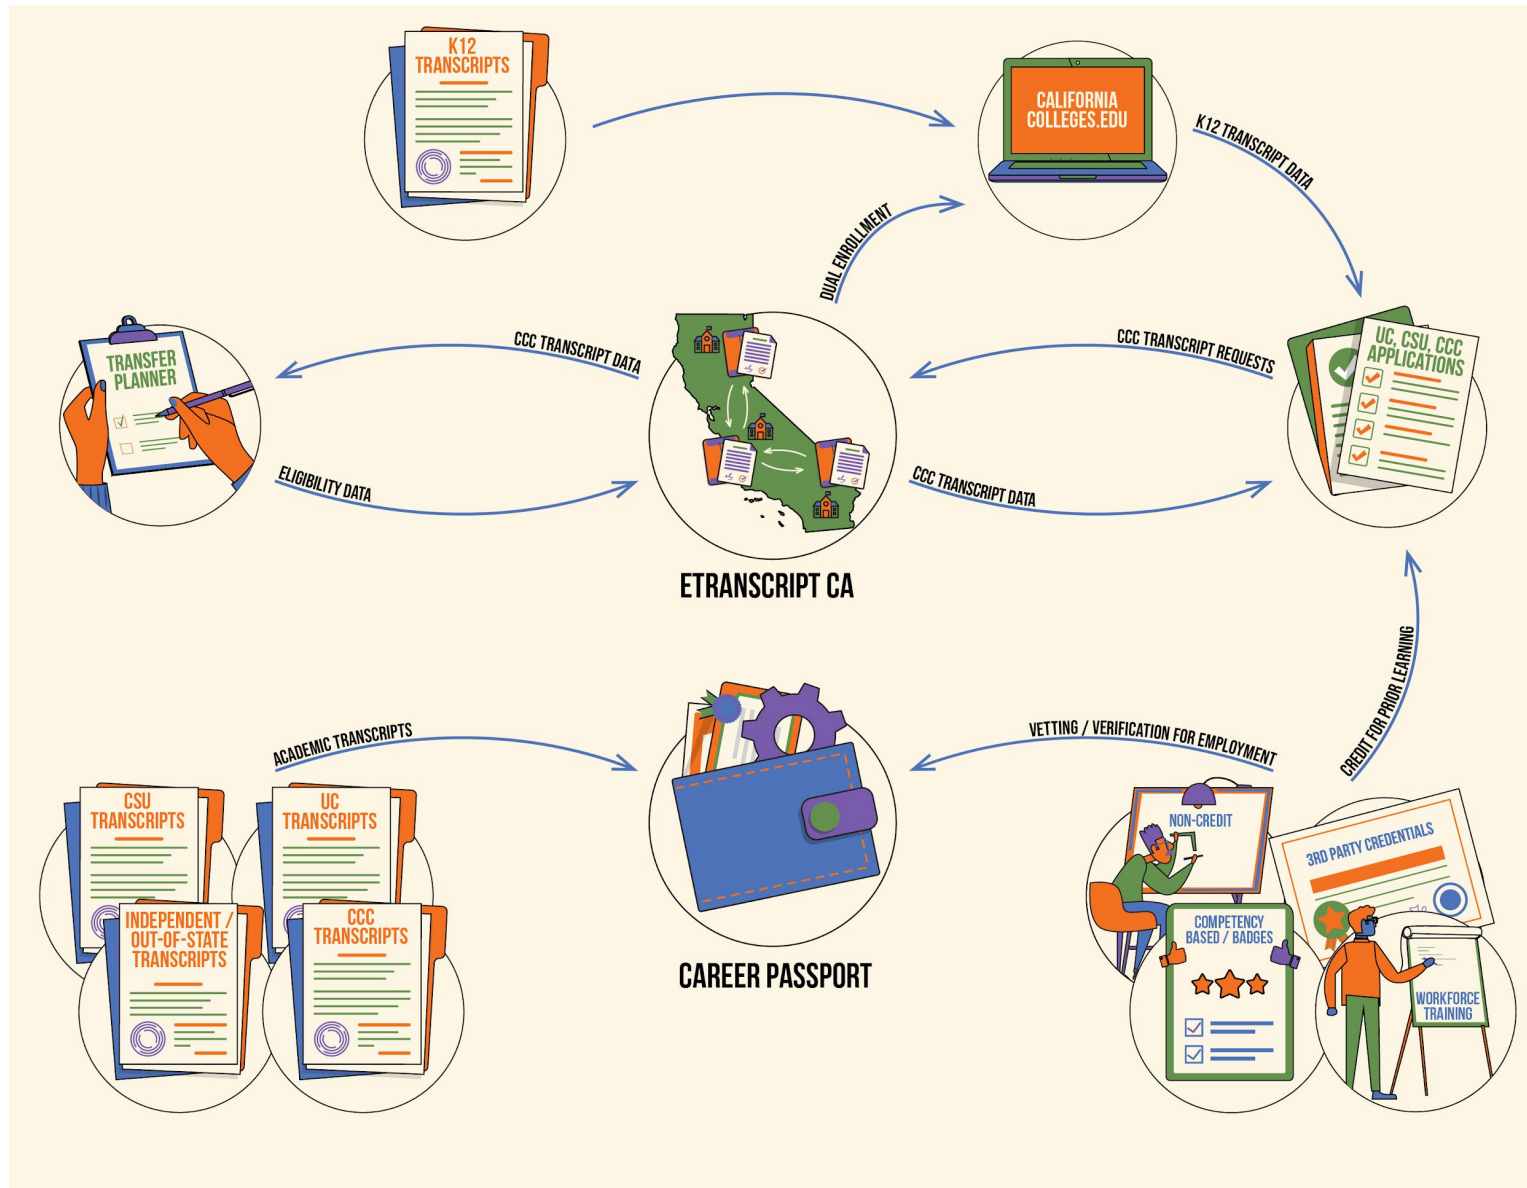 K12
TRANSCRIPTS
CALIFORNIA
COLLEGES.EDU
K12 TRANSCRIPT DATA
DUAL ENROLLMENT
TRANSFER
PLANNER
CCC TRANSCRIPT DATA
CCC TRANSCRIPT REQUESTS
UC, CSU, CCC
APPLICATIONS
ELIGIBILITY DATA
CCC TRANSCRIPT DATA
ETRANSCRIPT CA
CREDIT FOR PRIOR LEARNING
ACADEMIC TRANSCRIPTS
VETTING / VERIFICATION FOR EMPLOYMENT
CSU
TRANSCRIPTS
UC
TRANSCRIPTS
INDEPENDENT /
OUT-OF-STATE
TRANSCRIPTS
CCC
TRANSCRIPTS
CAREER PASSPORT
NON-CREDIT
3RD PARTY CREDENTIALS
COMPETENCY
BASED / BADGES
WORKFORCE
TRAINING